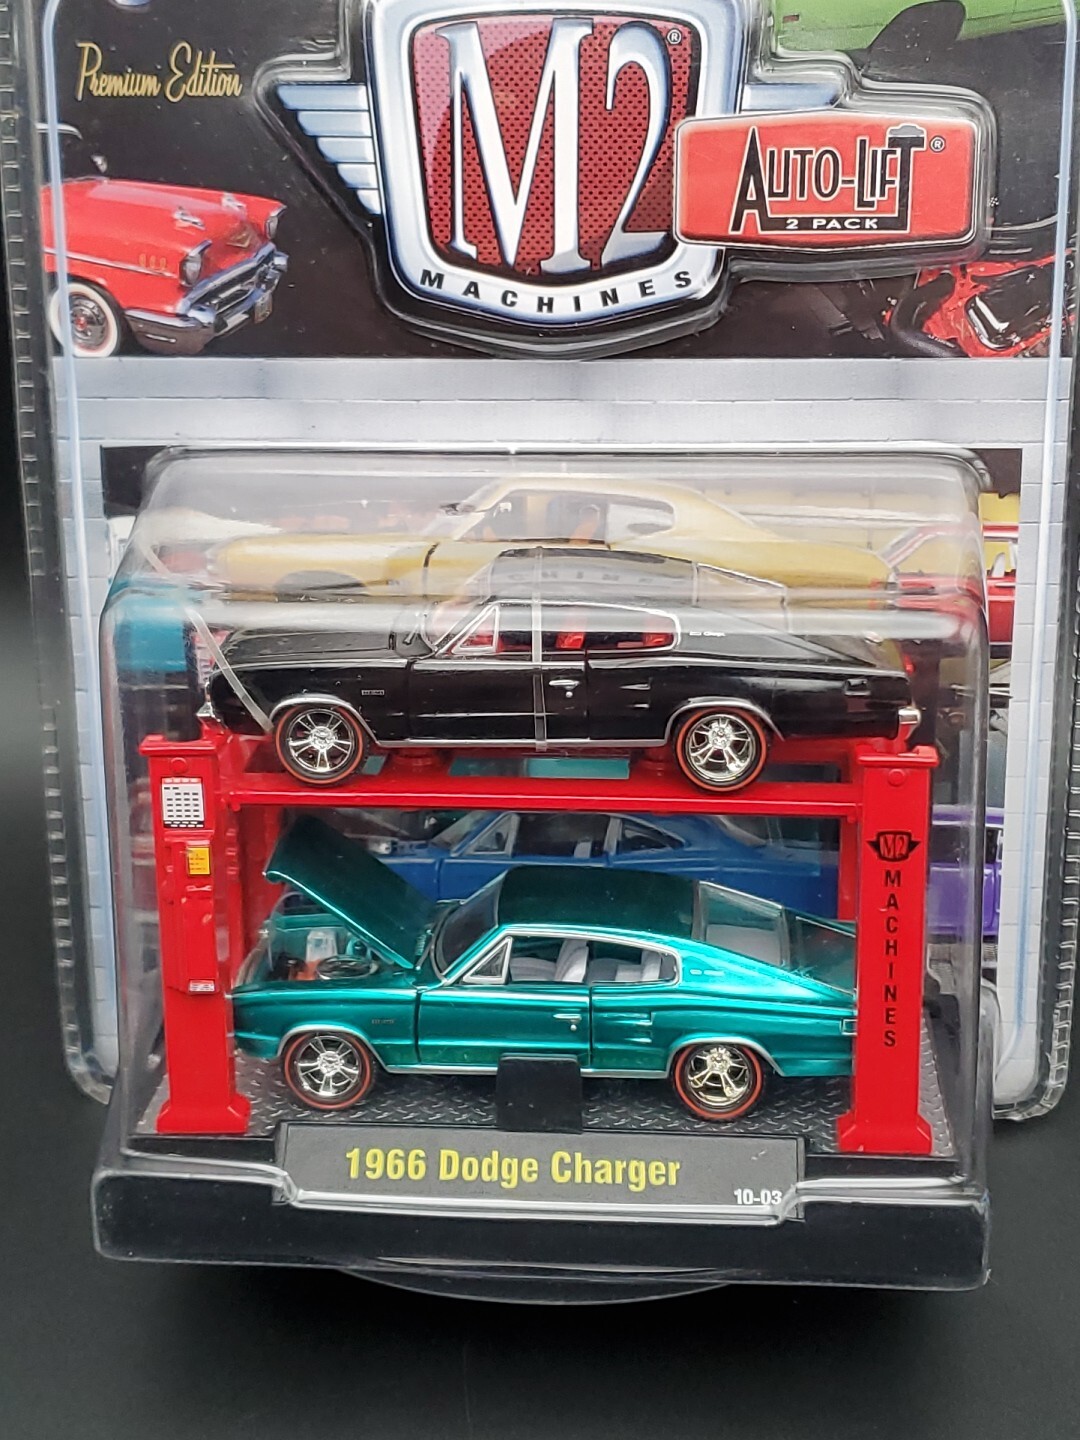 Premium Edition
M2
®
MACHINES
AUTO-LIFT
®
2 PACK
M2
MACHINES
1966 Dodge Charger
10-03